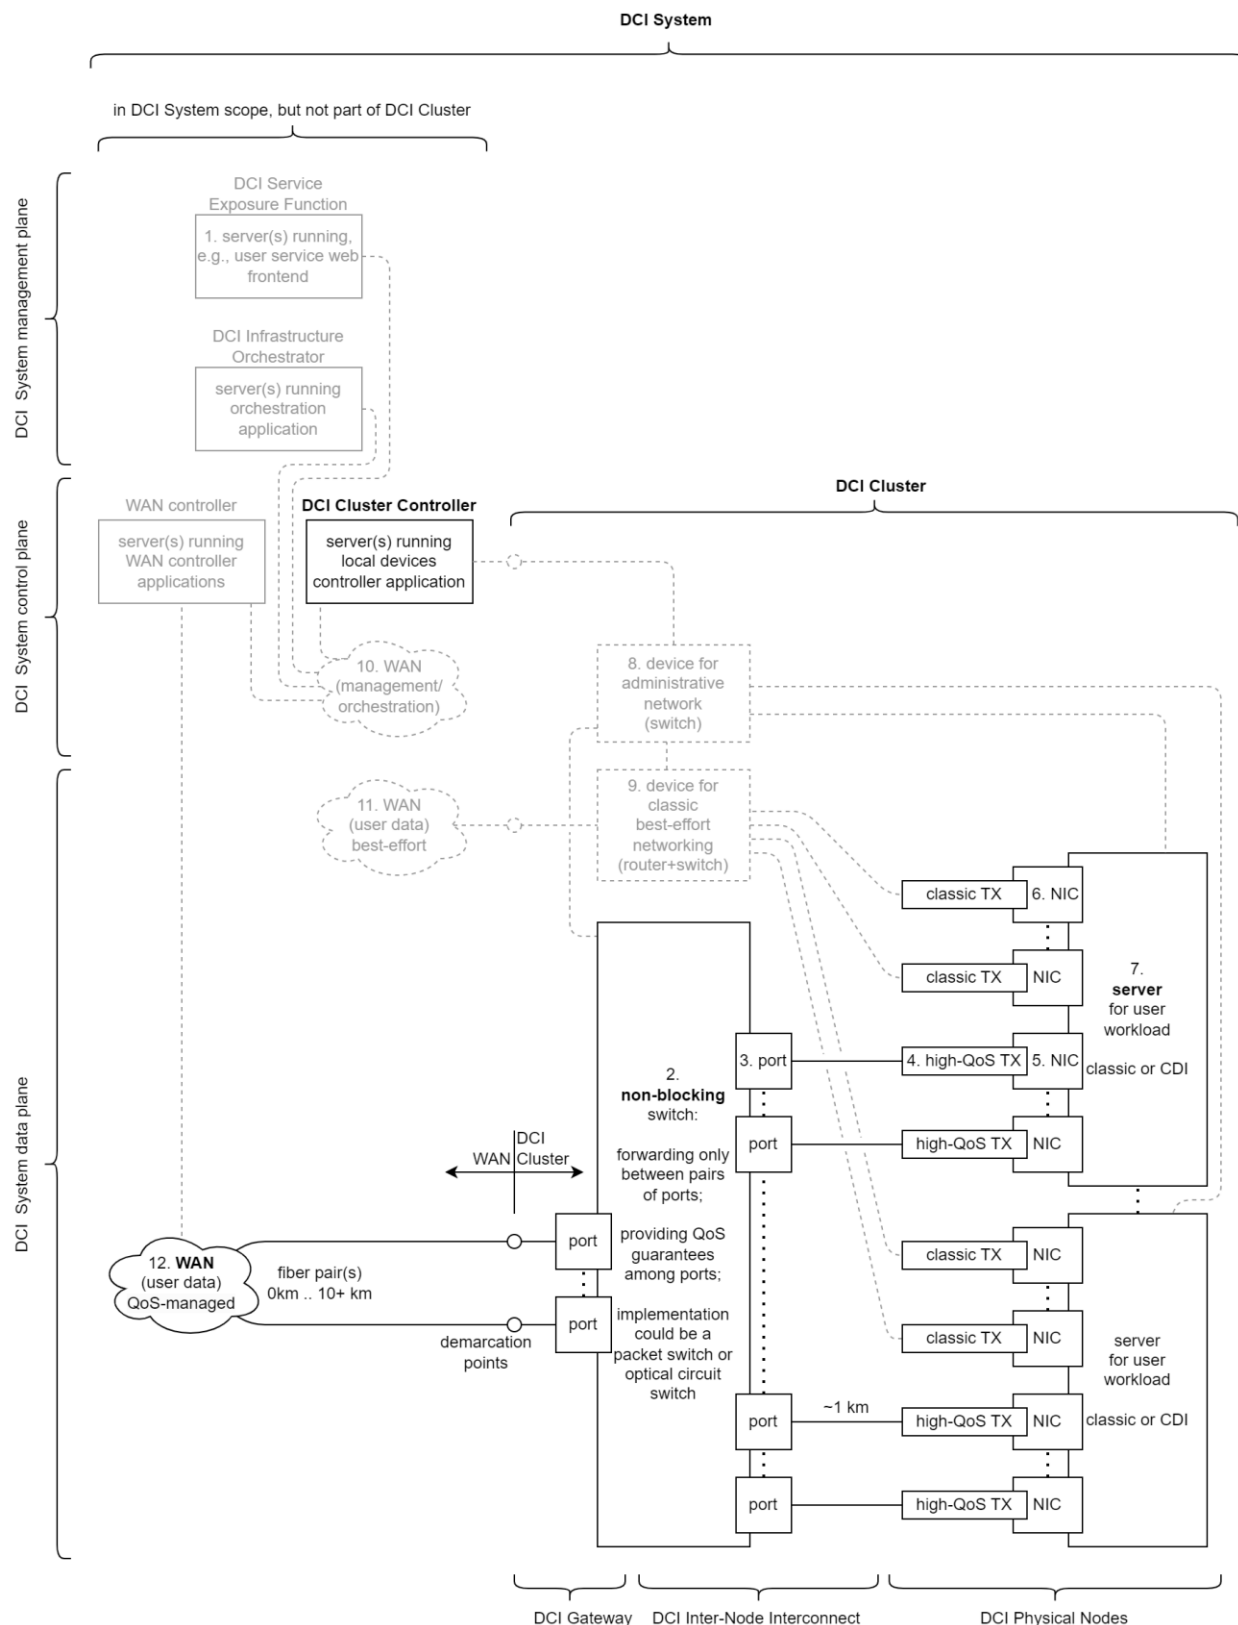 DCI System
in DCI System scope, but not part of DCI Cluster
DCI System management plane
DCI Service
Exposure Function
1. server(s) running,
e.g., user service web
frontend
DCI Infrastructure
Orchestrator
server(s) running
orchestration
application
DCI System control plane
WAN controller
server(s) running
WAN controller
applications
DCI Cluster Controller
server(s) running
local devices
controller application
DCI Cluster
10. WAN
(management/
orchestration)
8. device for
administrative
network
(switch)
DCI System data plane
11. WAN
(user data)
best-effort
9. device for
classic
best-effort
networking
(router+switch)
classic TX
6. NIC
classic TX
NIC
7.
server
for user
workload
classic or CDI
3. port
4. high-QoS TX
5. NIC
port
high-QoS TX
NIC
2.
non-blocking
switch:
forwarding only
between pairs
of ports;
providing QoS
guarantees
among ports;
implementation
could be a
packet switch or
optical circuit
switch
WAN
DCI
Cluster
12. WAN
(user data)
QoS-managed
fiber pair(s)
0km .. 10+ km
port
port
demarcation
points
classic TX
NIC
classic TX
NIC
server
for user
workload
classic or CDI
port
~1 km
high-QoS TX
NIC
port
high-QoS TX
NIC
DCI Gateway
DCI Inter-Node Interconnect
DCI Physical Nodes